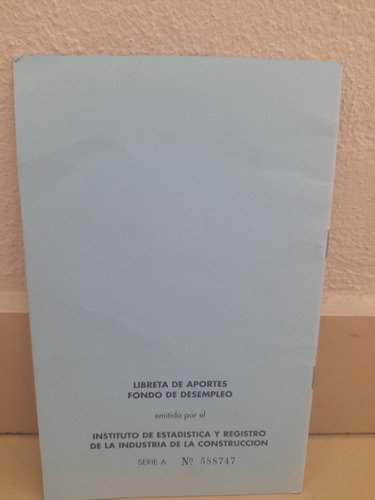 LIBRETA DE APORTES
FONDO DE DESEMPLEO
emitida por el
INSTITUTO DE ESTADISTICA Y REGISTRO
DE LA INDUSTRIA DE LA CONSTRUCCION
SERIE A Nº 588747